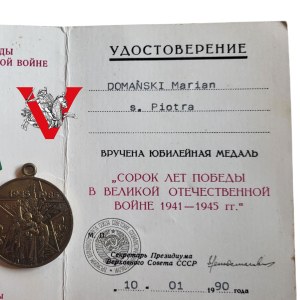 ды
ой ВОЙНЕ
УДОСТОВЕРЕНИЕ
DOMAŃSKI Marian
s. Piotra
ВРУЧЕНА ЮБИЛЕЙНАЯ МЕДАЛЬ
„СОРОК ЛЕТ ПОБЕДЫ
В ВЕЛИКОЙ ОТЕЧЕСТВЕННОЙ
ВОЙНЕ 1941—1945 гг.“
М. П.
Секретарь Президиума
Верховного Совета СССР
10 01 1990 года